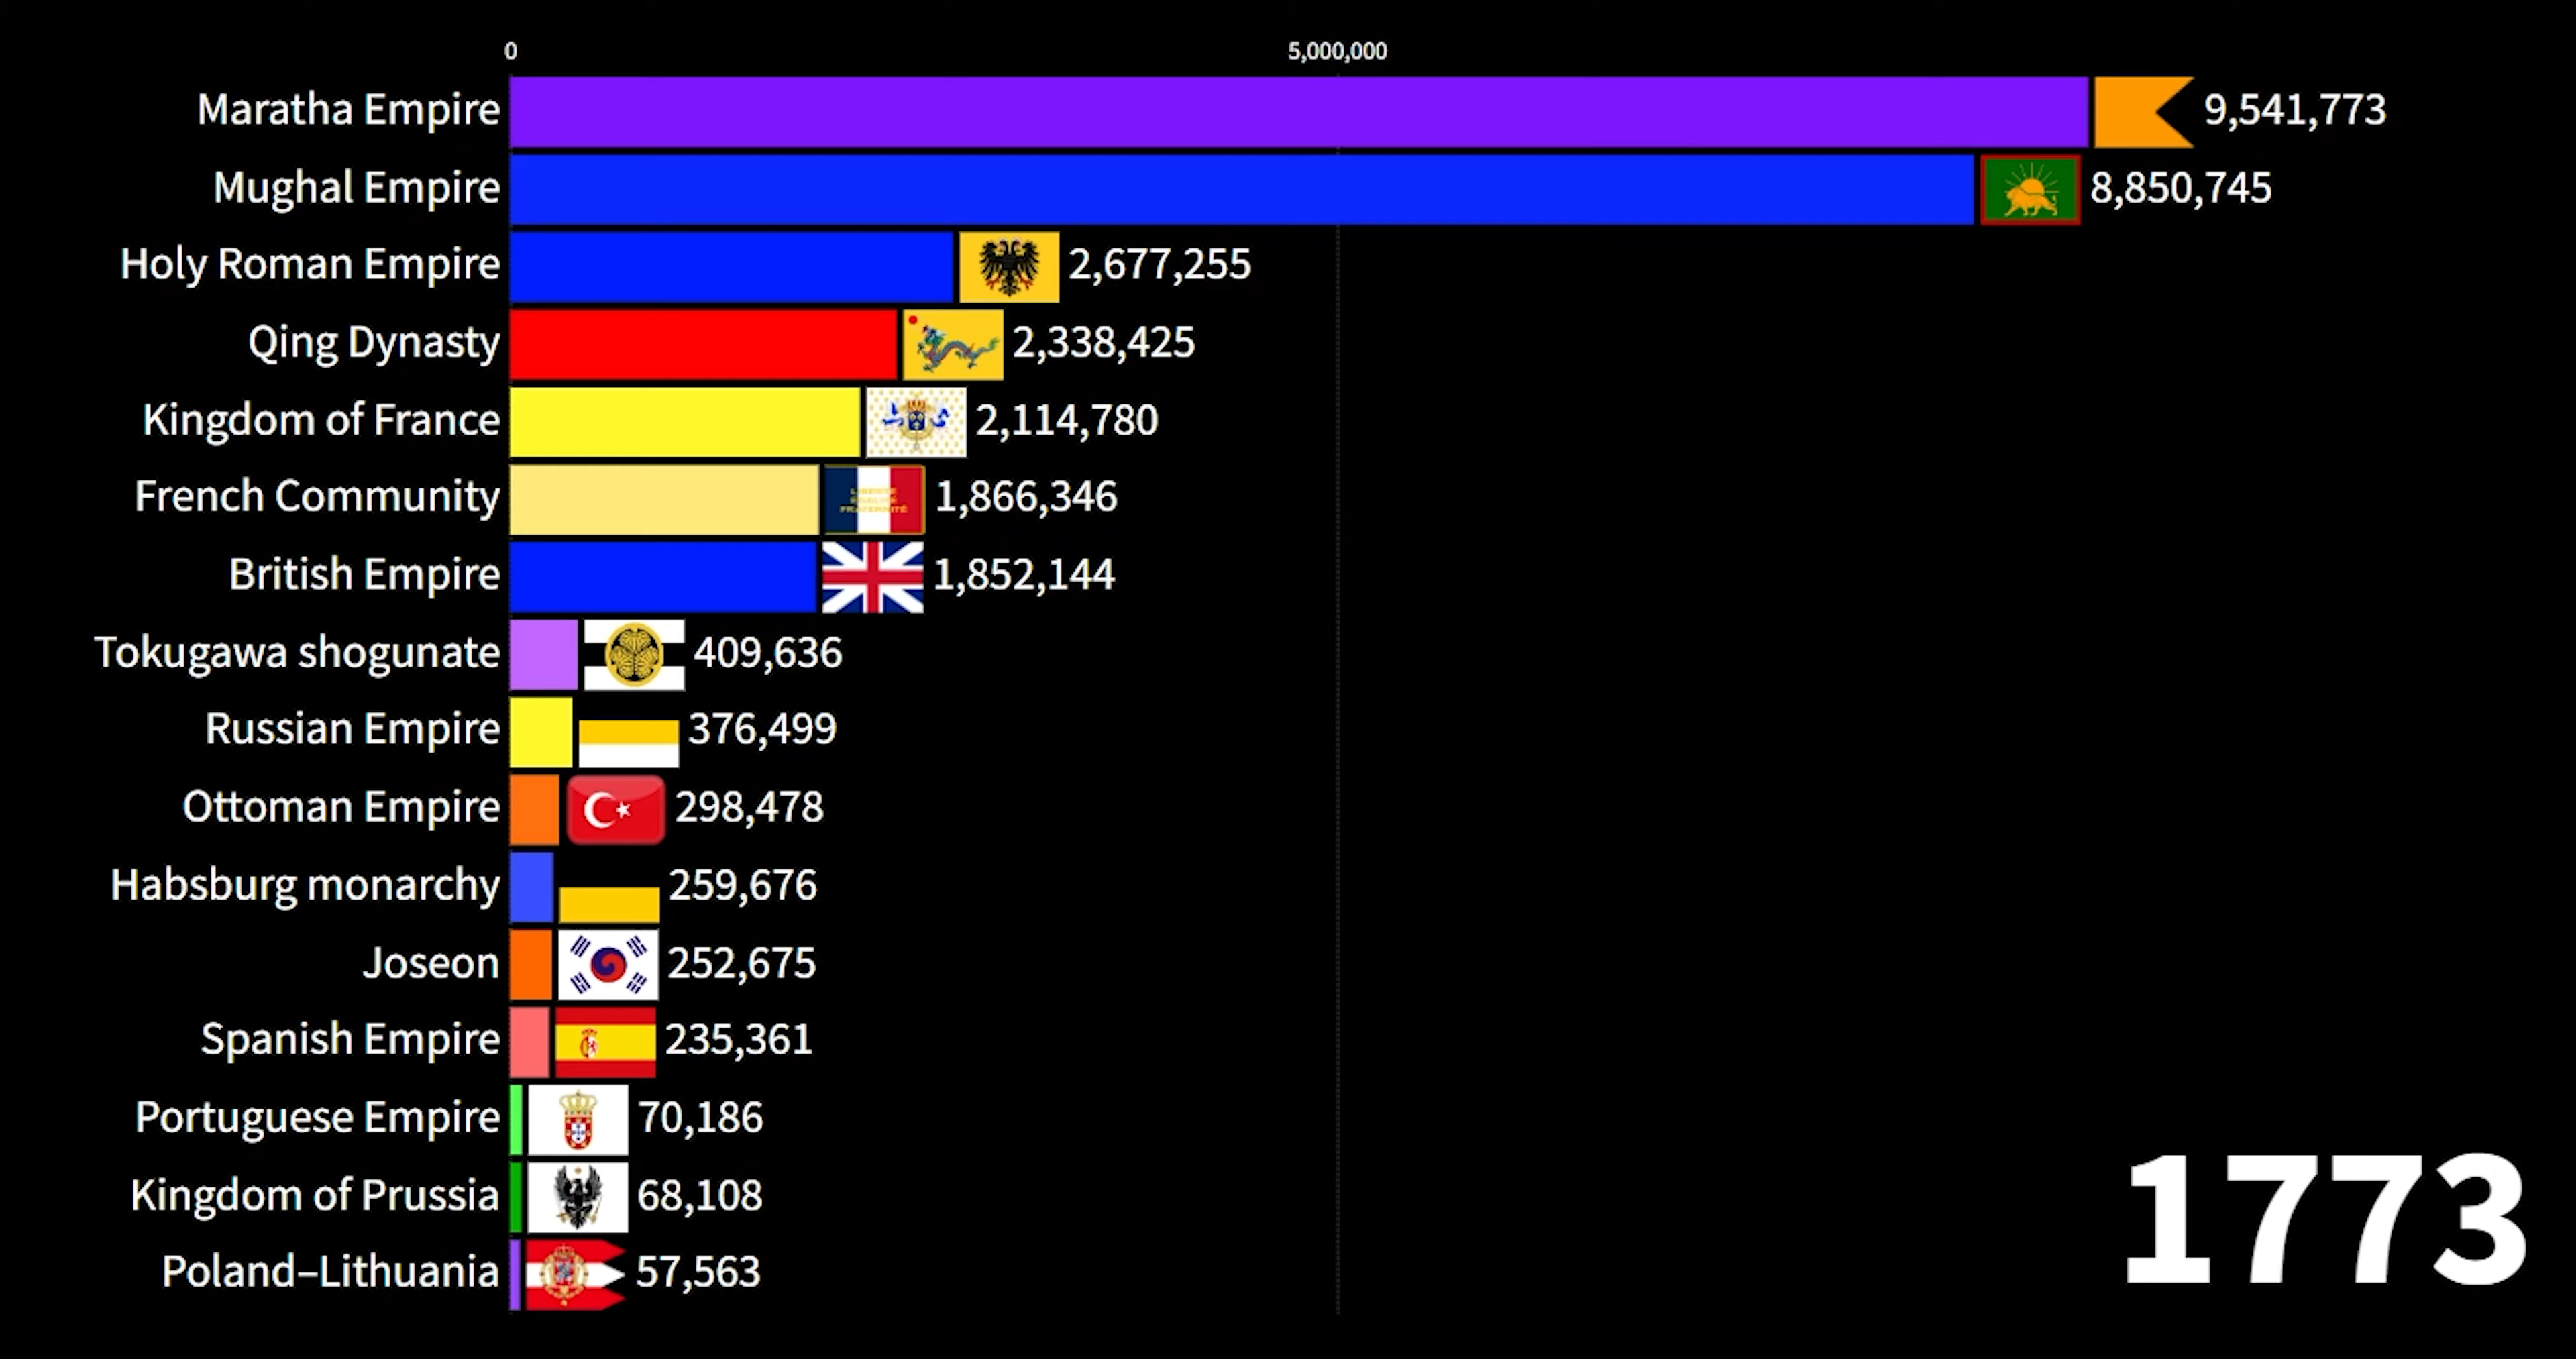 0 5,000,000
Maratha Empire 9,541,773
Mughal Empire 8,850,745
Holy Roman Empire 2,677,255
Qing Dynasty 2,338,425
Kingdom of France 2,114,780
French Community LIBERTÉ ÉGALITÉ FRATERNITÉ 1,866,346
British Empire 1,852,144
Tokugawa shogunate 409,636
Russian Empire 376,499
Ottoman Empire 298,478
Habsburg monarchy 259,676
Joseon 252,675
Spanish Empire 235,361
Portuguese Empire 70,186
Kingdom of Prussia 68,108
Poland–Lithuania 57,563
1773